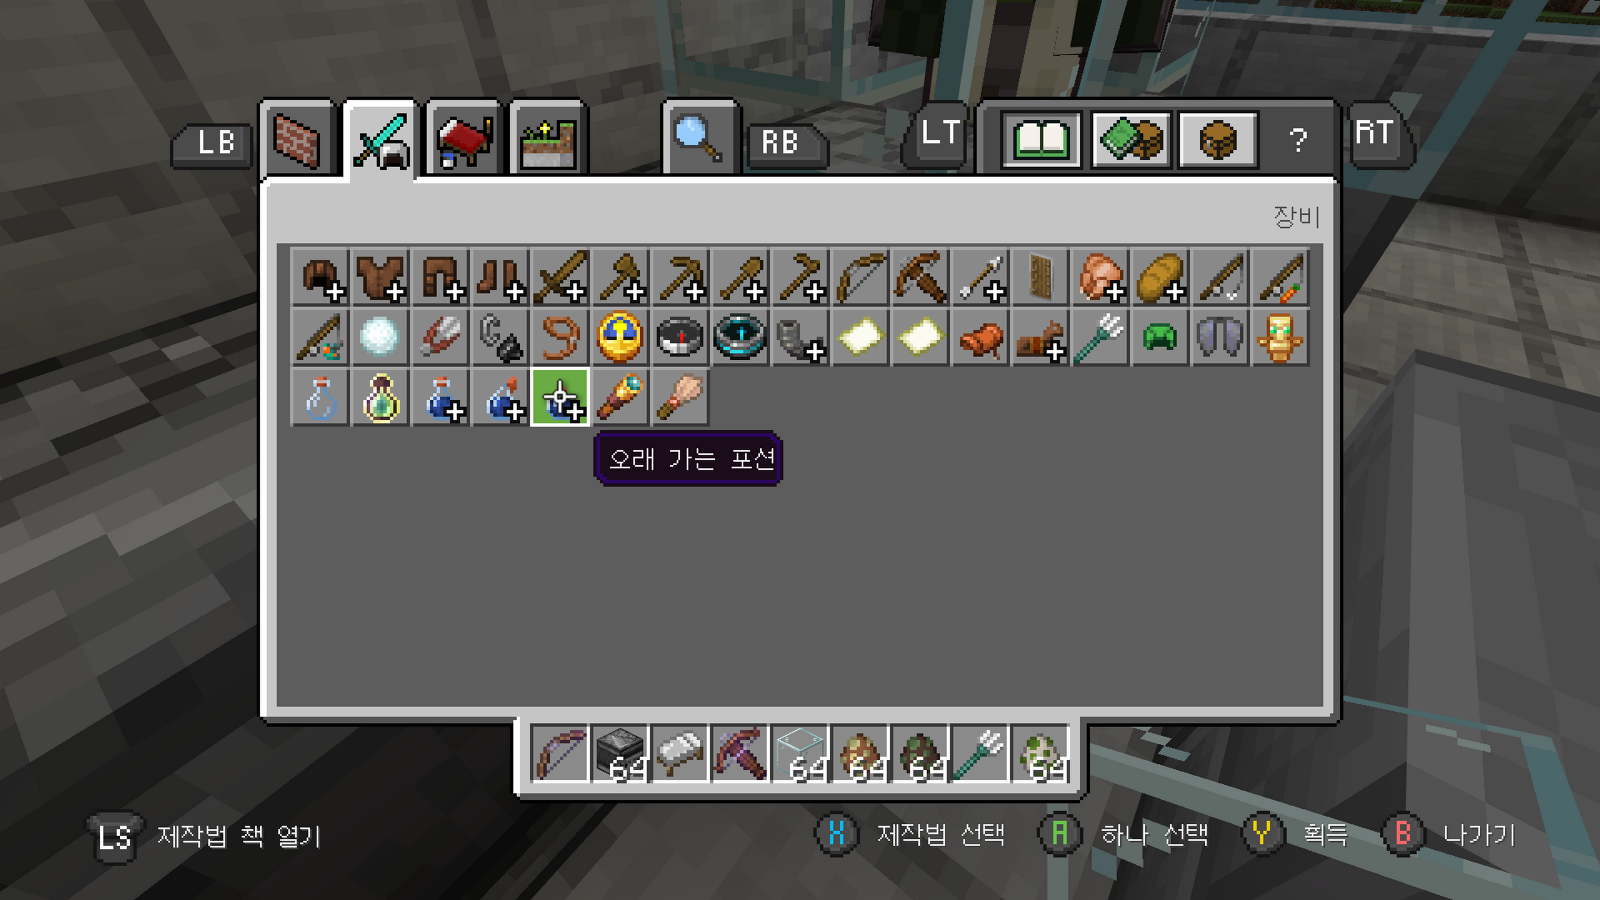 LB
RB
LT
?
RT
장비
오래 가는 포션
64
64
64
64
64
LS 제작법 책 열기
X 제작법 선택
A 하나 선택
Y 획득
B 나가기